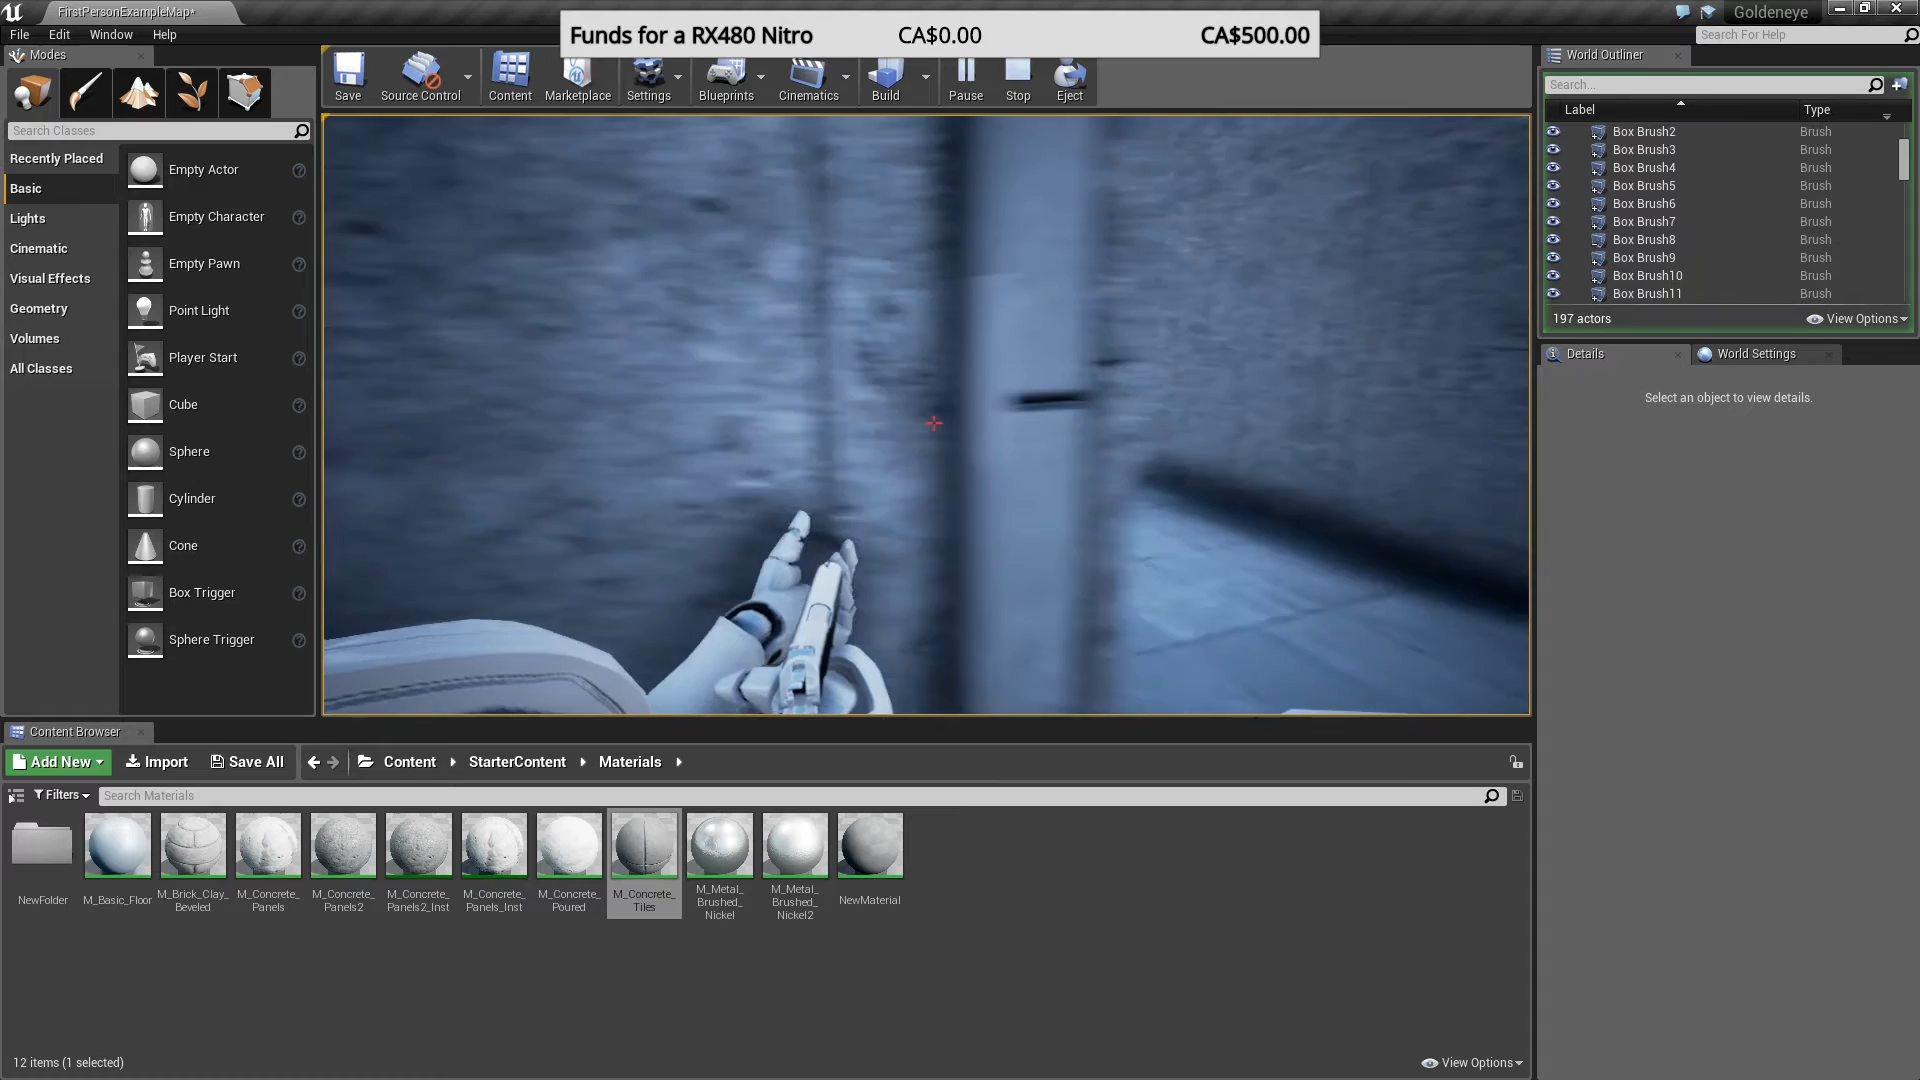 FirstPersonExampleMap*
Goldeneye
File Edit Window Help
Funds for a RX480 Nitro CA$0.00 CA$500.00
Search For Help
Modes
World Outliner
Save
Source Control
Content
Marketplace
Settings
Blueprints
Cinematics
Build
Pause
Stop
Eject
Search...
Label Type
Search Classes
Recently Placed
Basic
Lights
Cinematic
Visual Effects
Geometry
Volumes
All Classes
Empty Actor
Empty Character
Empty Pawn
Point Light
Player Start
Cube
Sphere
Cylinder
Cone
Box Trigger
Sphere Trigger
Box Brush2 Brush
Box Brush3 Brush
Box Brush4 Brush
Box Brush5 Brush
Box Brush6 Brush
Box Brush7 Brush
Box Brush8 Brush
Box Brush9 Brush
Box Brush10 Brush
Box Brush11 Brush
197 actors
View Options
Details
World Settings
Select an object to view details.
Content Browser
Add New
Import
Save All
Content
StarterContent
Materials
Filters
Search Materials
NewFolder
M_Basic_Floor
M_Brick_Clay_
Beveled
M_Concrete_
Panels
M_Concrete_
Panels2
M_Concrete_
Panels2_Inst
M_Concrete_
Panels_Inst
M_Concrete_
Poured
M_Concrete_
Tiles
M_Metal_
Brushed_
Nickel
M_Metal_
Brushed_
Nickel2
NewMaterial
12 items (1 selected)
View Options